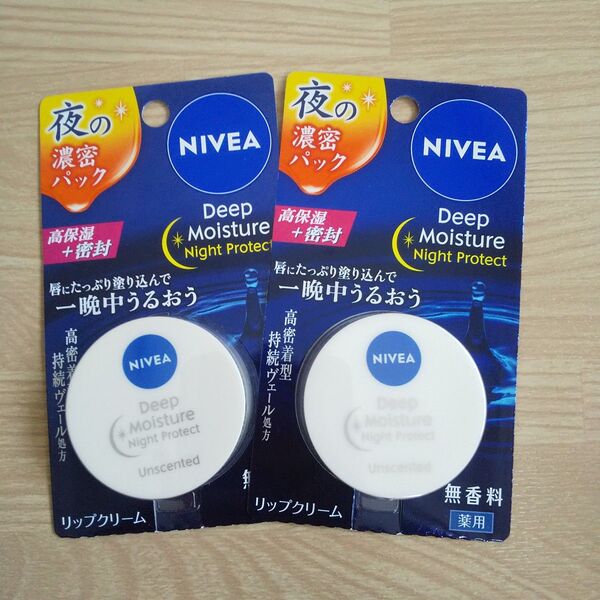 夜の
濃密
パック
NIVEA
Deep
Moisture
Night Protect
高保湿
+密封
唇にたっぷり塗り込んで
一晩中うるおう
高密着
持続ヴェール処方
NIVEA
Deep
Moisture
Night Protect
Unscented
無
リップクリーム
夜の
濃密
パック
NIVEA
Deep
Moisture
Night Protect
高保湿
+密封
唇にたっぷり塗り込んで
一晩中うるおう
高密着型
持続ヴェール処方
NIVEA
Deep
Moisture
Night Protect
Unscented
無香料
リップクリーム
薬用